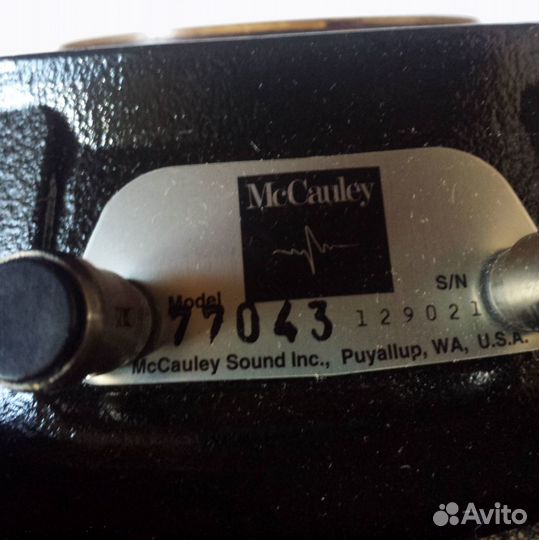 McCauley
S/N
Model
77043 129021
McCauley Sound Inc., Puyallup, WA, U.S.A.
Avito